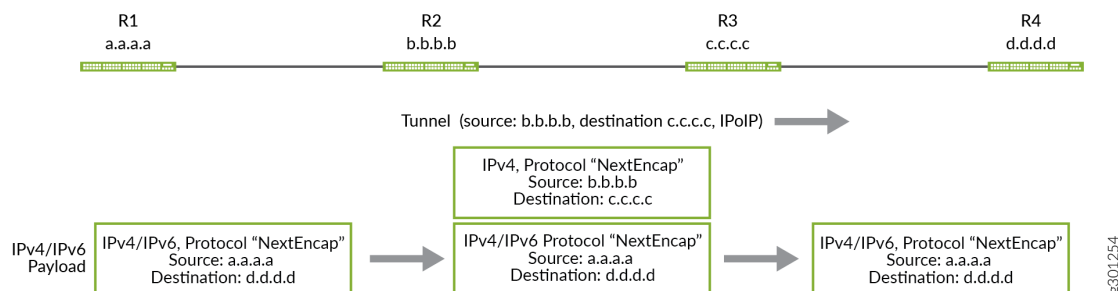 R1
R2
R3
R4
a.a.a.a
b.b.b.b
c.c.c.c
d.d.d.d
Tunnel (source: b.b.b.b, destination c.c.c.c, IPoIP)
IPv4, Protocol “NextEncap”
Source: b.b.b.b
Destination: c.c.c.c
IPv4/IPv6
Payload
IPv4/IPv6, Protocol “NextEncap”
Source: a.a.a.a
Destination: d.d.d.d
IPv4/IPv6 Protocol “NextEncap”
Source: a.a.a.a
Destination: d.d.d.d
IPv4/IPv6, Protocol “NextEncap”
Source: a.a.a.a
Destination: d.d.d.d
g301254